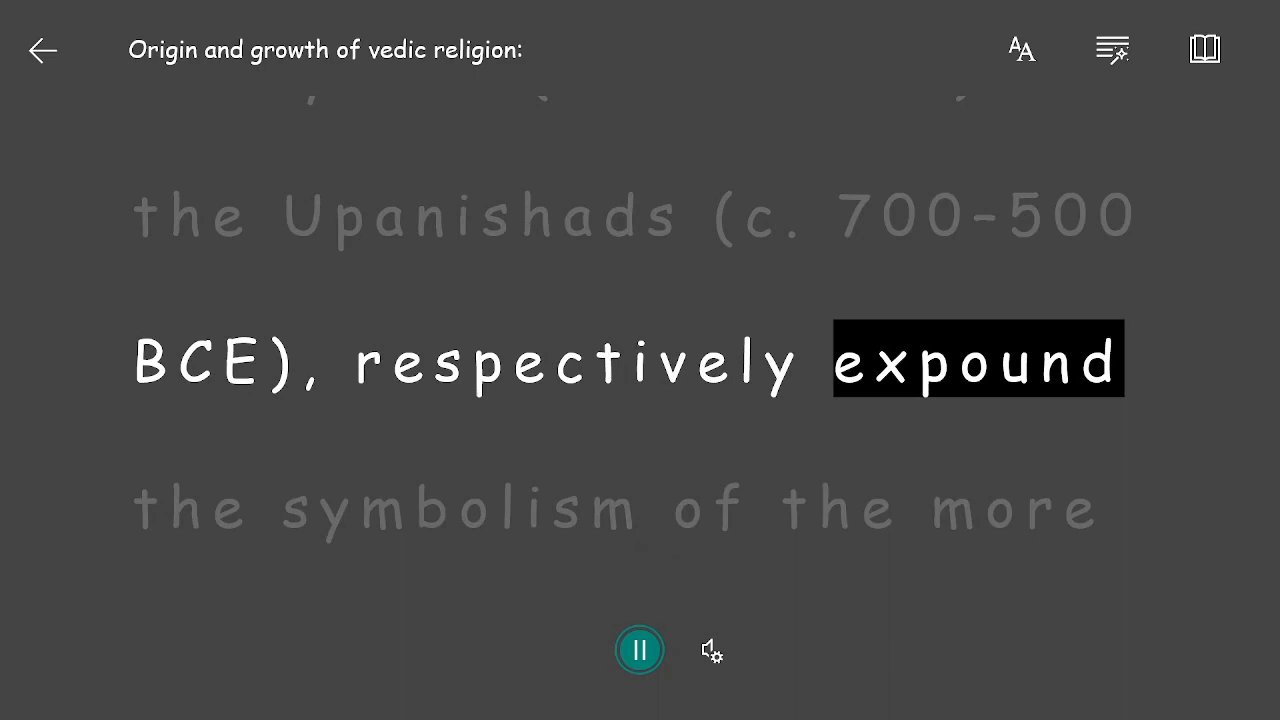 Origin and growth of vedic religion:
the Upanishads (c. 700–500
BCE), respectively expound
the symbolism of the more